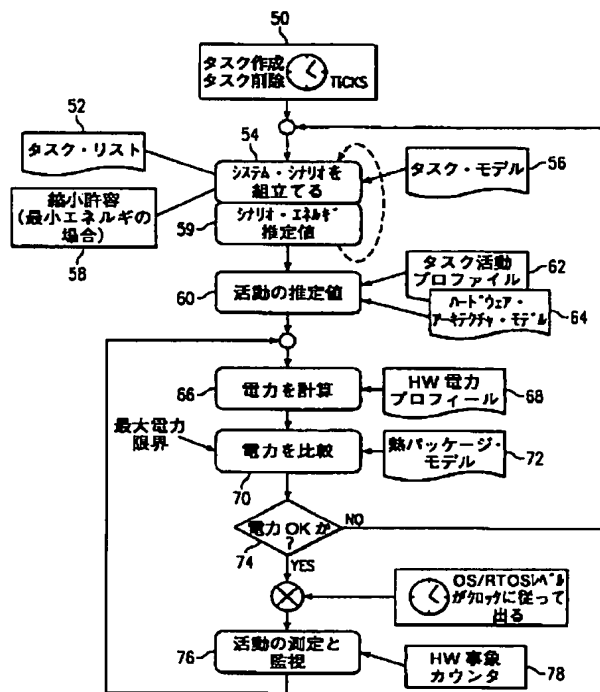 50
タスク作成
タスク削除
TICKS
52
タスク・リスト
54
システム・シナリオを
組立てる
タスク・モデル
56
縮小許容
(最小エネルギの
場合)
58
59
シナリオ・エネルギ
推定値
60
活動の推定値
タスク活動
プロファイル
62
ハードウェア・
アーキテクチャ・モデル
64
66
電力を計算
HW 電力
プロフィール
68
最大電力
限界
電力を比較
70
熱パッケージ・
モデル
72
電力 OKか
?
74
NO
YES
OS/RTOSレベル
がクロックに従って
出る
76
活動の測定と
監視
HW 事象
カウンタ
78